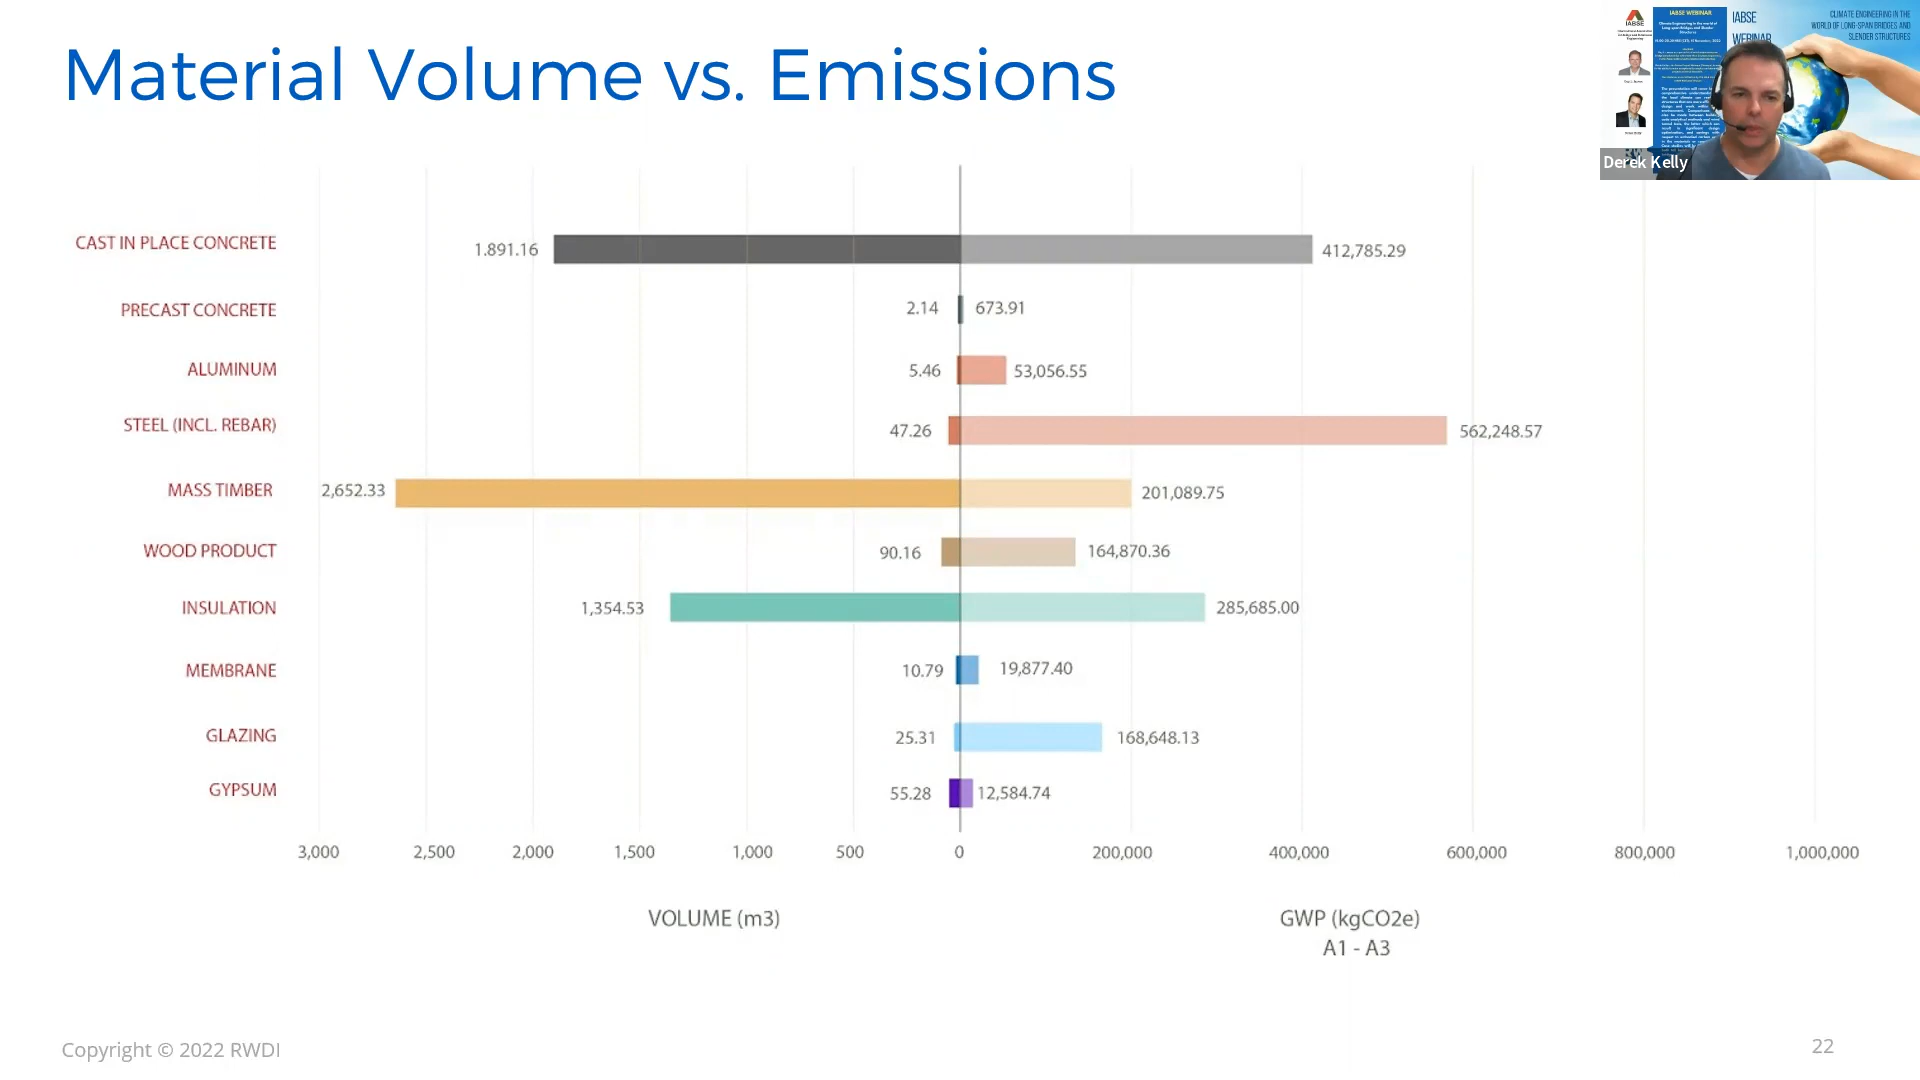 Material Volume vs. Emissions
IABSE WEBINAR
IABSE
WEBINAR
CLIMATE ENGINEERING IN THE
WORLD OF LONG-SPAN BRIDGES AND
SLENDER STRUCTURES
IABSE
Derek Kelly
CAST IN PLACE CONCRETE 1.891.16 412,785.29
PRECAST CONCRETE 2.14 673.91
ALUMINUM 5.46 53,056.55
STEEL (INCL. REBAR) 47.26 562,248.57
MASS TIMBER 2,652.33 201,089.75
WOOD PRODUCT 90.16 164,870.36
INSULATION 1,354.53 285,685.00
MEMBRANE 10.79 19,877.40
GLAZING 25.31 168,648.13
GYPSUM 55.28 12,584.74
3,000 2,500 2,000 1,500 1,000 500 0 200,000 400,000 600,000 800,000 1,000,000
VOLUME (m3) GWP (kgCO2e)
A1 - A3
Copyright © 2022 RWDI 22